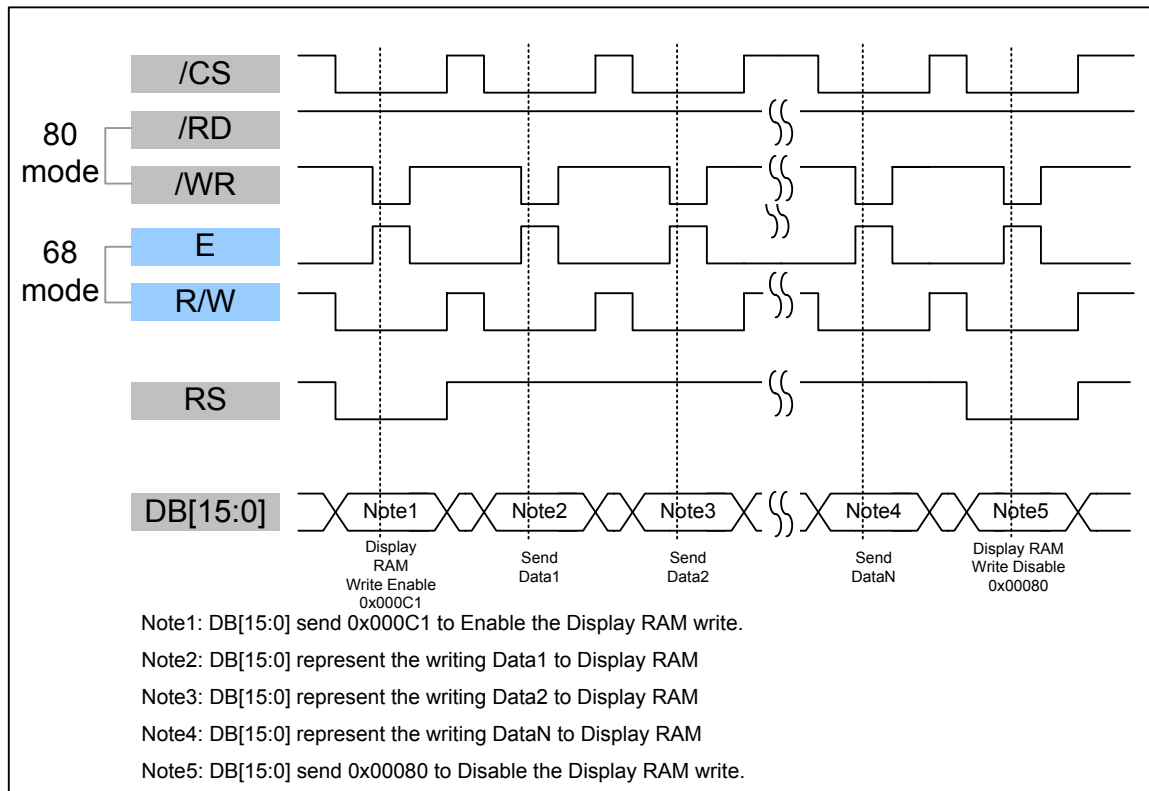 /CS
80
mode
/RD
/WR
68
mode
E
R/W
RS
DB[15:0]
Note1
Note2
Note3
Note4
Note5
Display
RAM
Write Enable
0x000C1
Send
Data1
Send
Data2
Send
DataN
Display RAM
Write Disable
0x00080
Note1: DB[15:0] send 0x000C1 to Enable the Display RAM write.
Note2: DB[15:0] represent the writing Data1 to Display RAM
Note3: DB[15:0] represent the writing Data2 to Display RAM
Note4: DB[15:0] represent the writing DataN to Display RAM
Note5: DB[15:0] send 0x00080 to Disable the Display RAM write.